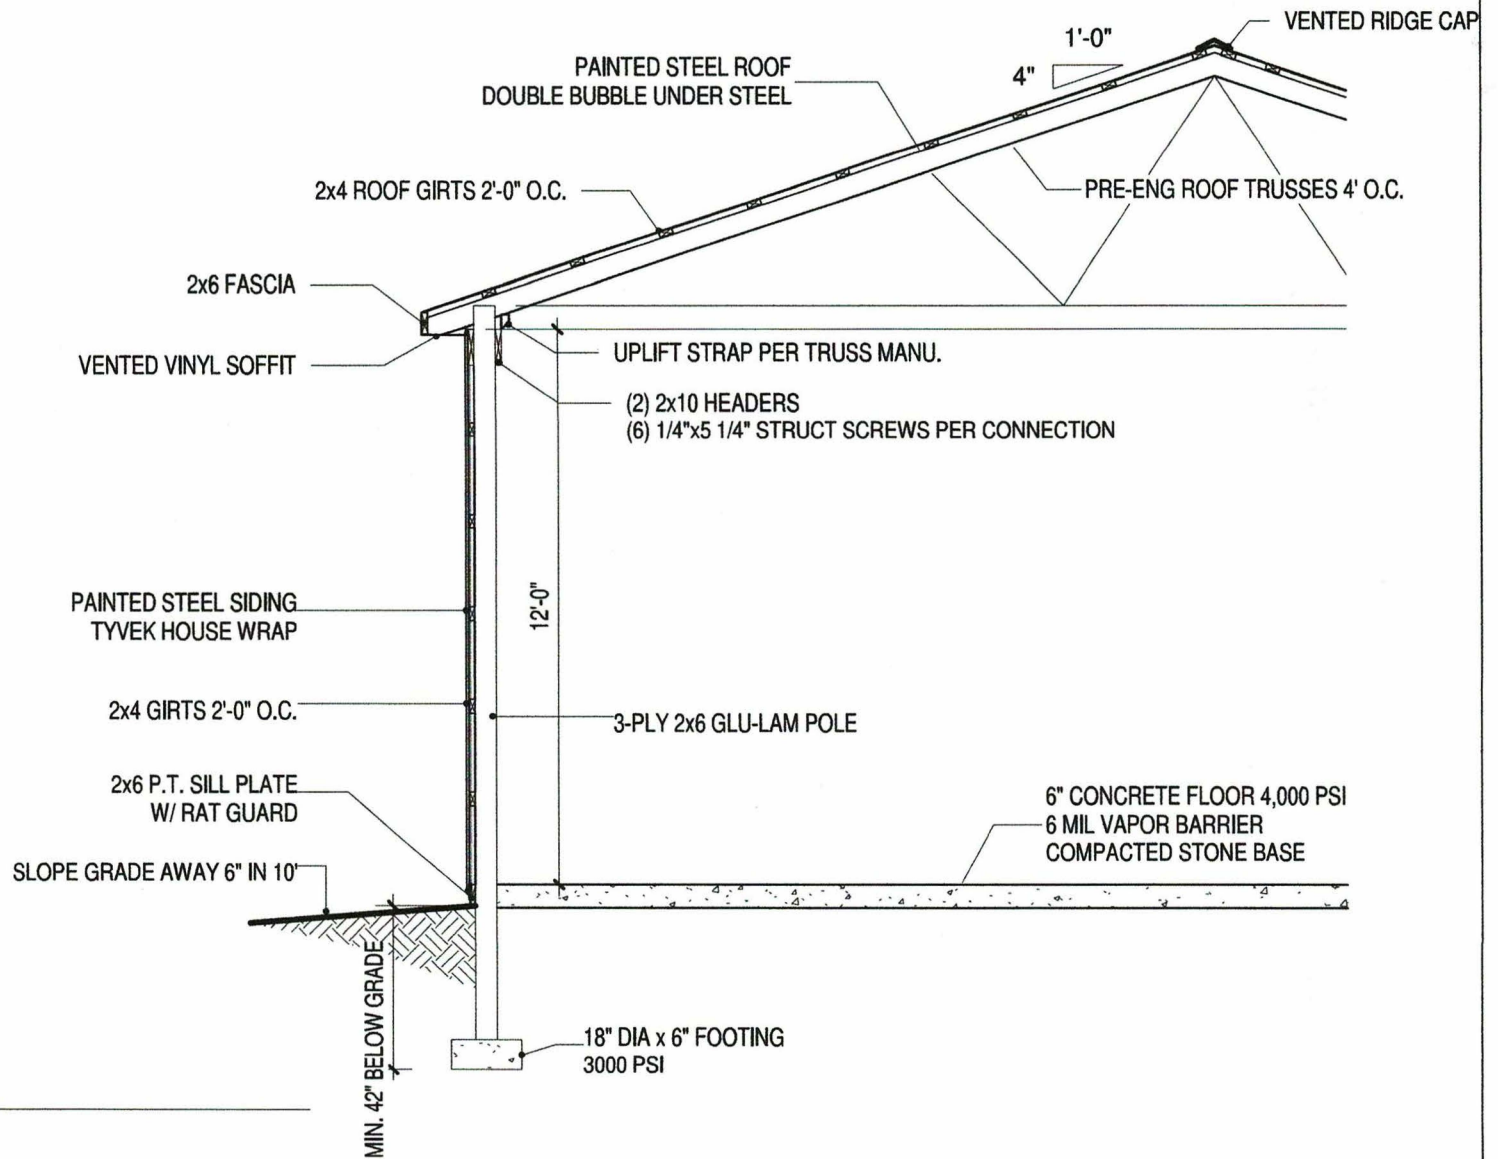 VENTED RIDGE CAP
1'-0"
4"
PAINTED STEEL ROOF
DOUBLE BUBBLE UNDER STEEL
2x4 ROOF GIRTS 2'-0" O.C.
PRE-ENG ROOF TRUSSES 4' O.C.
2x6 FASCIA
VENTED VINYL SOFFIT
UPLIFT STRAP PER TRUSS MANU.
(2) 2x10 HEADERS
(6) 1/4"x5 1/4" STRUCT SCREWS PER CONNECTION
12'-0"
PAINTED STEEL SIDING
TYVEK HOUSE WRAP
2x4 GIRTS 2'-0" O.C.
3-PLY 2x6 GLU-LAM POLE
2x6 P.T. SILL PLATE
W/ RAT GUARD
6" CONCRETE FLOOR 4,000 PSI
6 MIL VAPOR BARRIER
COMPACTED STONE BASE
SLOPE GRADE AWAY 6" IN 10'
MIN. 42" BELOW GRADE
18" DIA x 6" FOOTING
3000 PSI